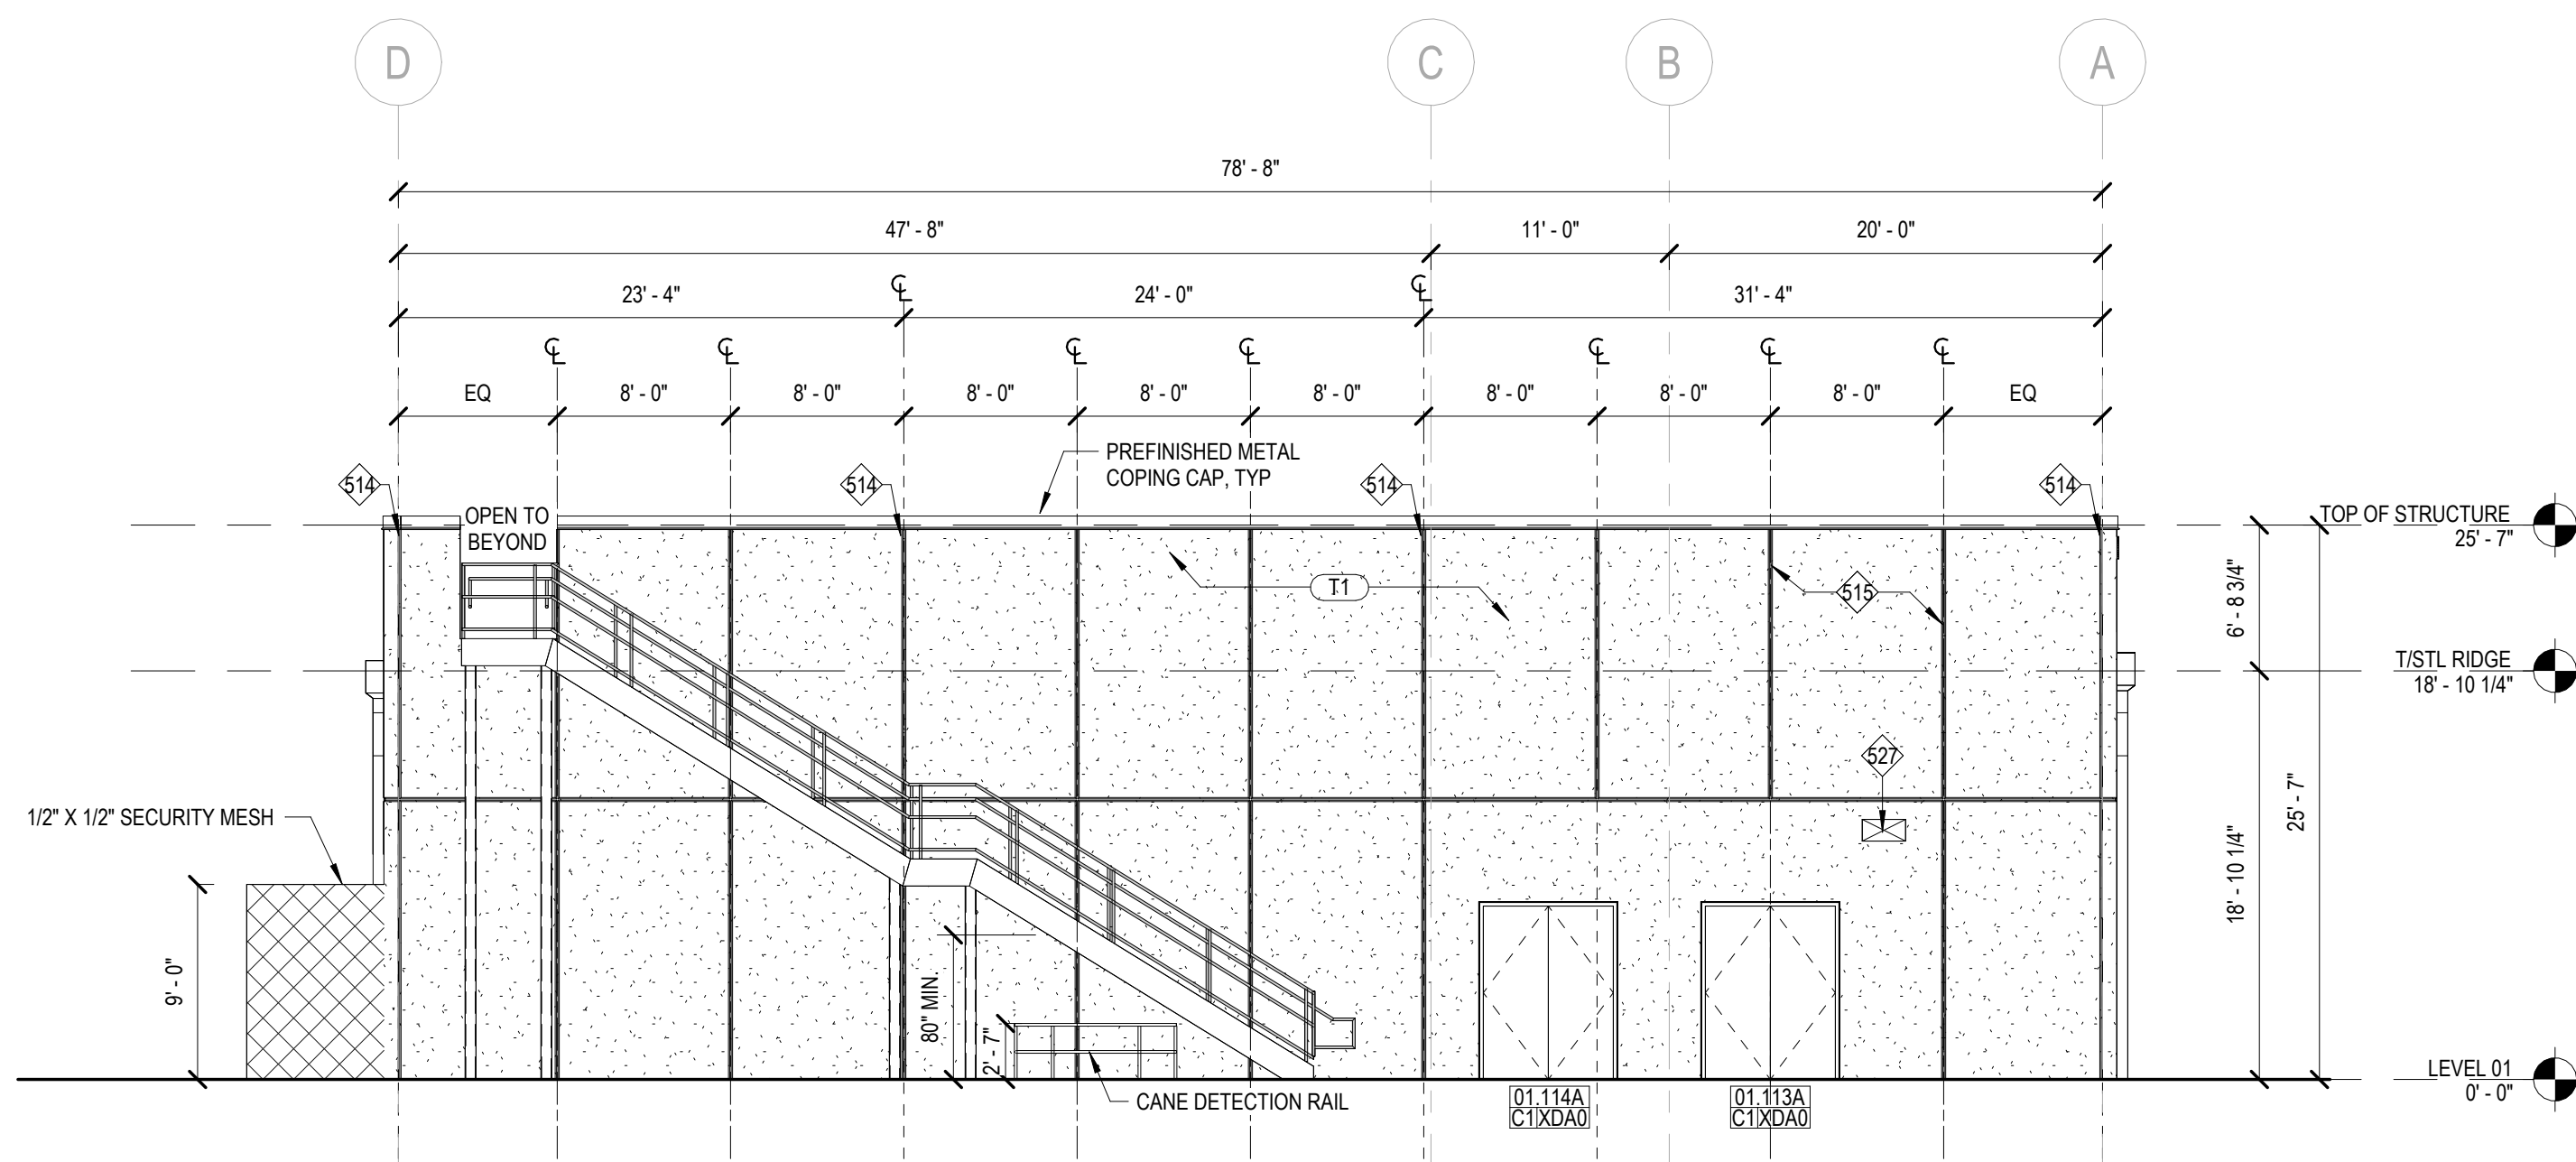 D
C
B
A
78' - 8"
47' - 8"
11' - 0"
20' - 0"
23' - 4"
℄
24' - 0"
℄
31' - 4"
℄
℄
℄
℄
℄
℄
℄
EQ
8' - 0"
8' - 0"
8' - 0"
8' - 0"
8' - 0"
8' - 0"
8' - 0"
8' - 0"
EQ
PREFINISHED METAL
COPING CAP, TYP
514
514
514
514
OPEN TO
BEYOND
TOP OF STRUCTURE
25' - 7"
T1
515
6' - 8 3/4"
T/STL RIDGE
18' - 10 1/4"
527
1/2" X 1/2" SECURITY MESH
25' - 7"
18' - 10 1/4"
9' - 0"
80" MIN.
2' - 7"
CANE DETECTION RAIL
01.114A
C1 XDA0
01.113A
C1 XDA0
LEVEL 01
0' - 0"